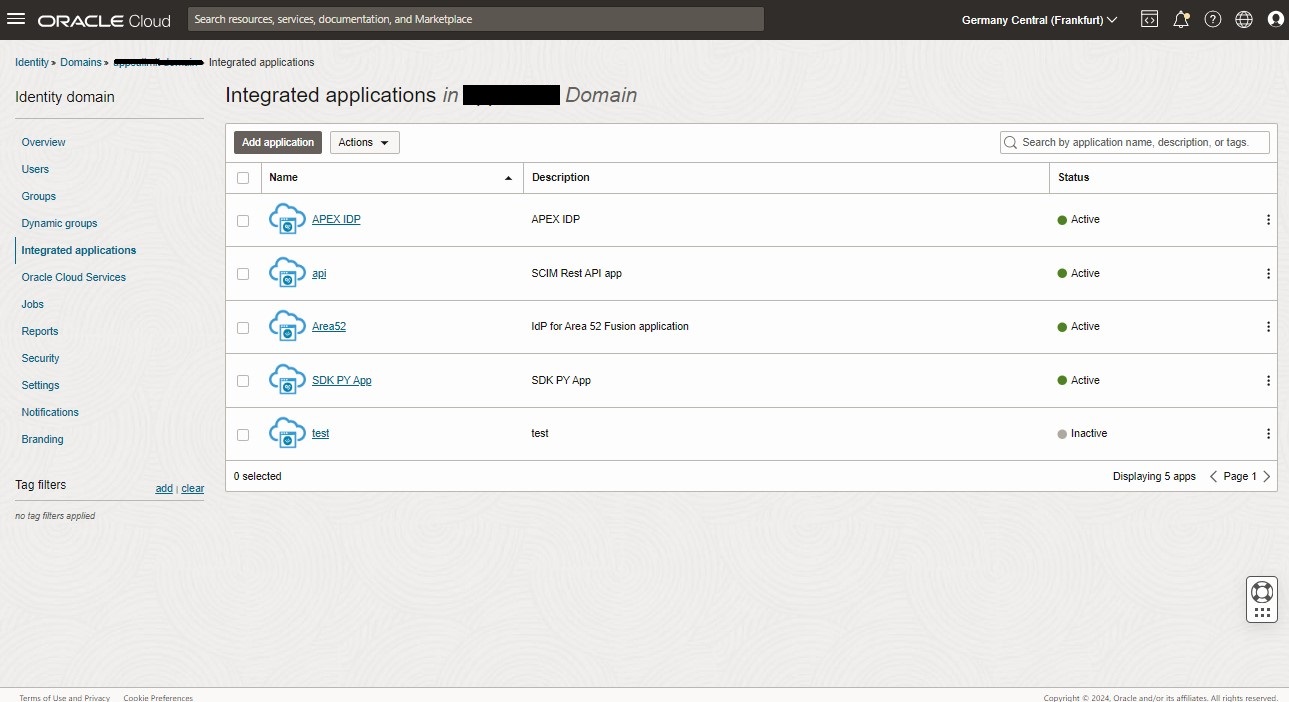 ORACLE Cloud
Search resources, services, documentation, and Marketplace
Germany Central (Frankfurt)
Identity » Domains » Integrated applications
Identity domain
Overview
Users
Groups
Dynamic groups
Integrated applications
Oracle Cloud Services
Jobs
Reports
Security
Settings
Notifications
Branding
Tag filters
add | clear
no tag filters applied
Integrated applications in Domain
Add application Actions
Search by application name, description, or tags.
Name Description Status
APEX IDP APEX IDP Active
api SCIM Rest API app Active
Area52 IdP for Area 52 Fusion application Active
SDK PY App SDK PY App Active
test test Inactive
0 selected Displaying 5 apps Page 1
Terms of Use and Privacy Cookie Preferences
Copyright © 2024, Oracle and/or its affiliates. All rights reserved.